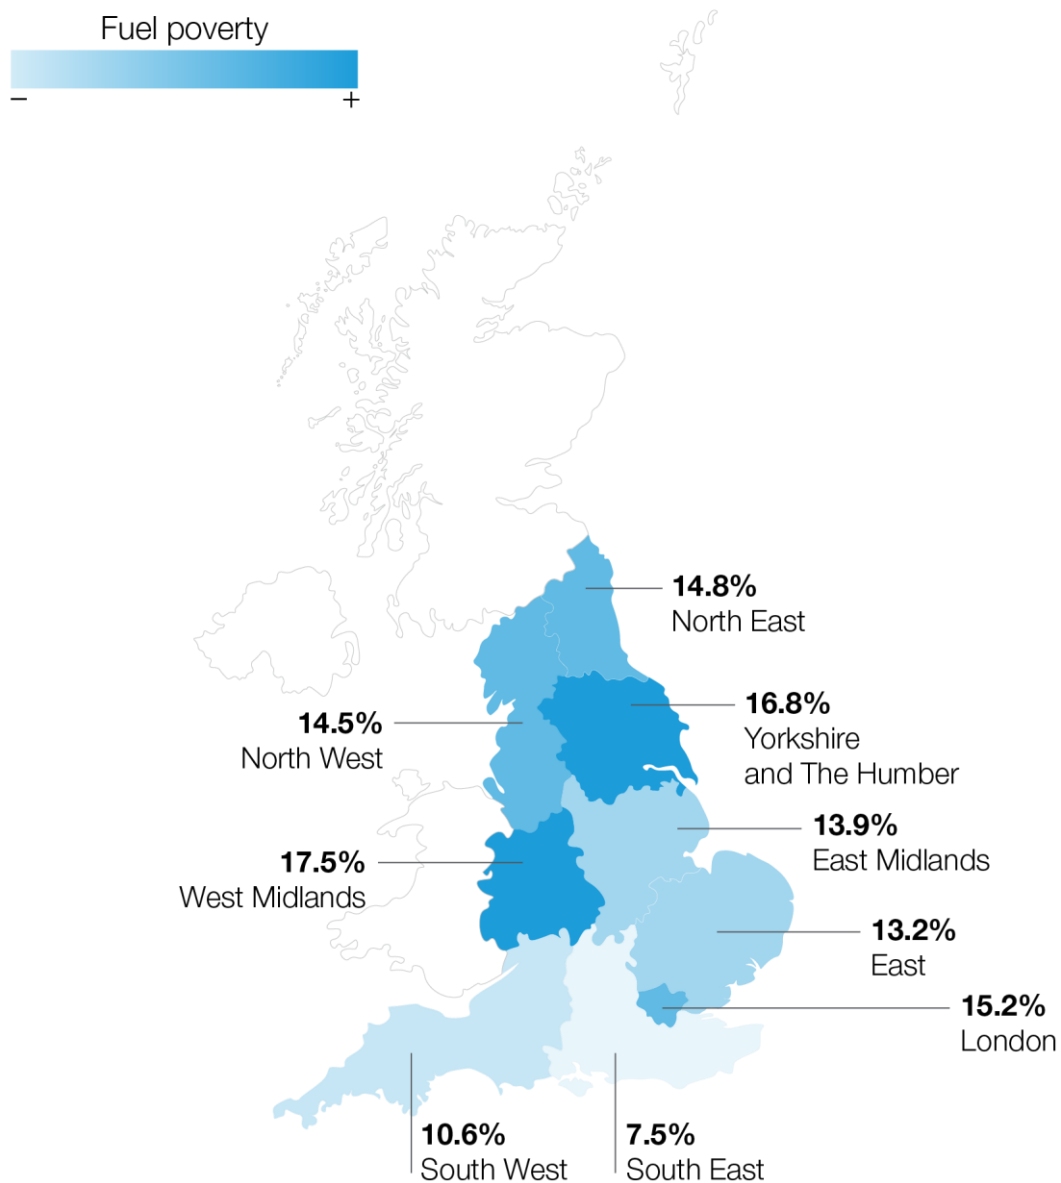 Fuel poverty
– +
14.8%
North East
16.8%
Yorkshire
and The Humber
14.5%
North West
13.9%
East Midlands
17.5%
West Midlands
13.2%
East
15.2%
London
10.6%
South West
7.5%
South East